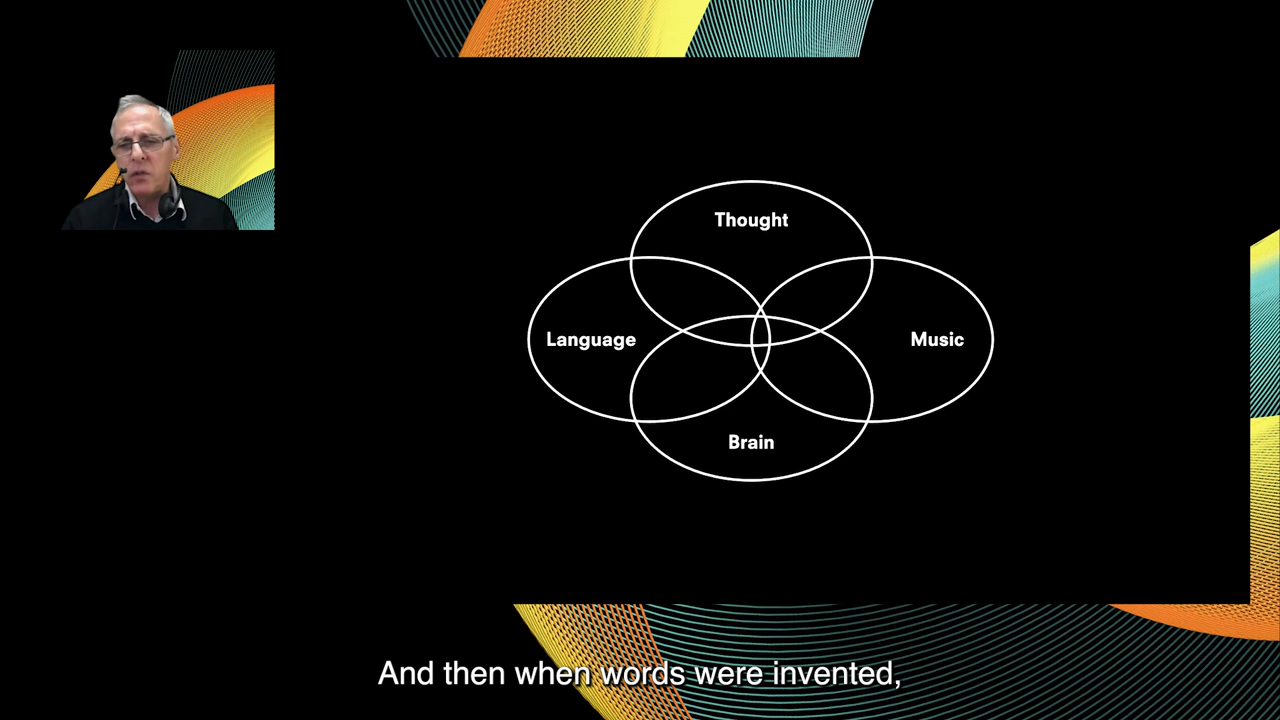 Thought
Language
Music
Brain
And then when words were invented,